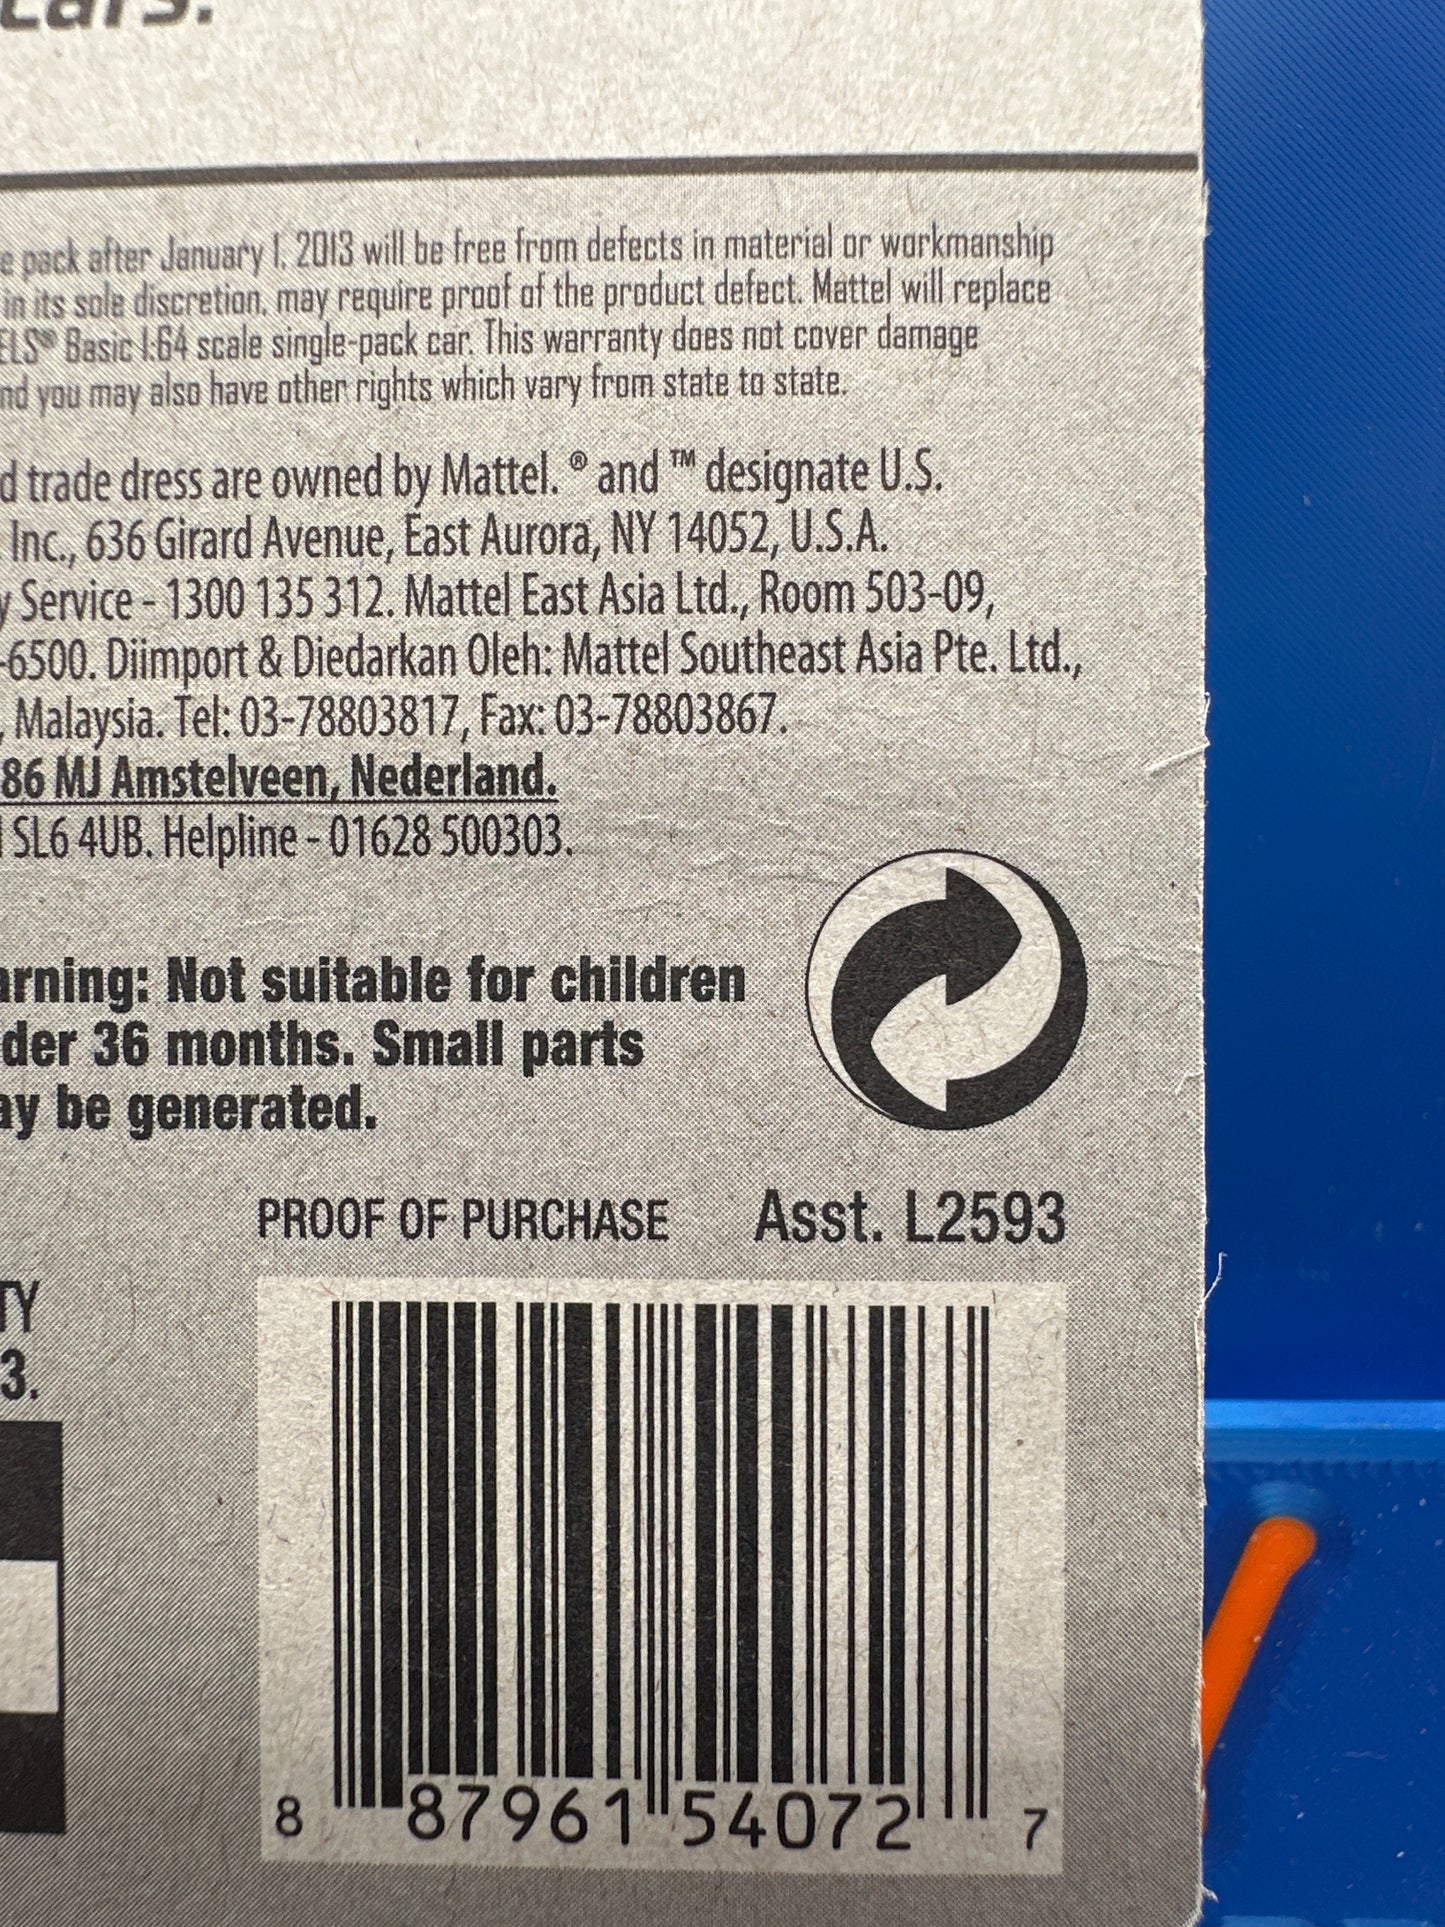 cars.
e pack after January 1, 2013 will be free from defects in material or workmanship
in its sole discretion, may require proof of the product defect. Mattel will replace
ELS® Basic 1:64 scale single-pack car. This warranty does not cover damage
nd you may also have other rights which vary from state to state.
d trade dress are owned by Mattel. ® and ™ designate U.S.
Inc., 636 Girard Avenue, East Aurora, NY 14052, U.S.A.
y Service - 1300 135 312. Mattel East Asia Ltd., Room 503-09,
-6500. Diimport & Diedarkan Oleh: Mattel Southeast Asia Pte. Ltd.,
, Malaysia. Tel: 03-78803817, Fax: 03-78803867.
86 MJ Amstelveen, Nederland.
SL6 4UB. Helpline - 01628 500303.
arning: Not suitable for children
der 36 months. Small parts
ay be generated.
PROOF OF PURCHASE Asst. L2593
TY
3.
8 87961 54072 7